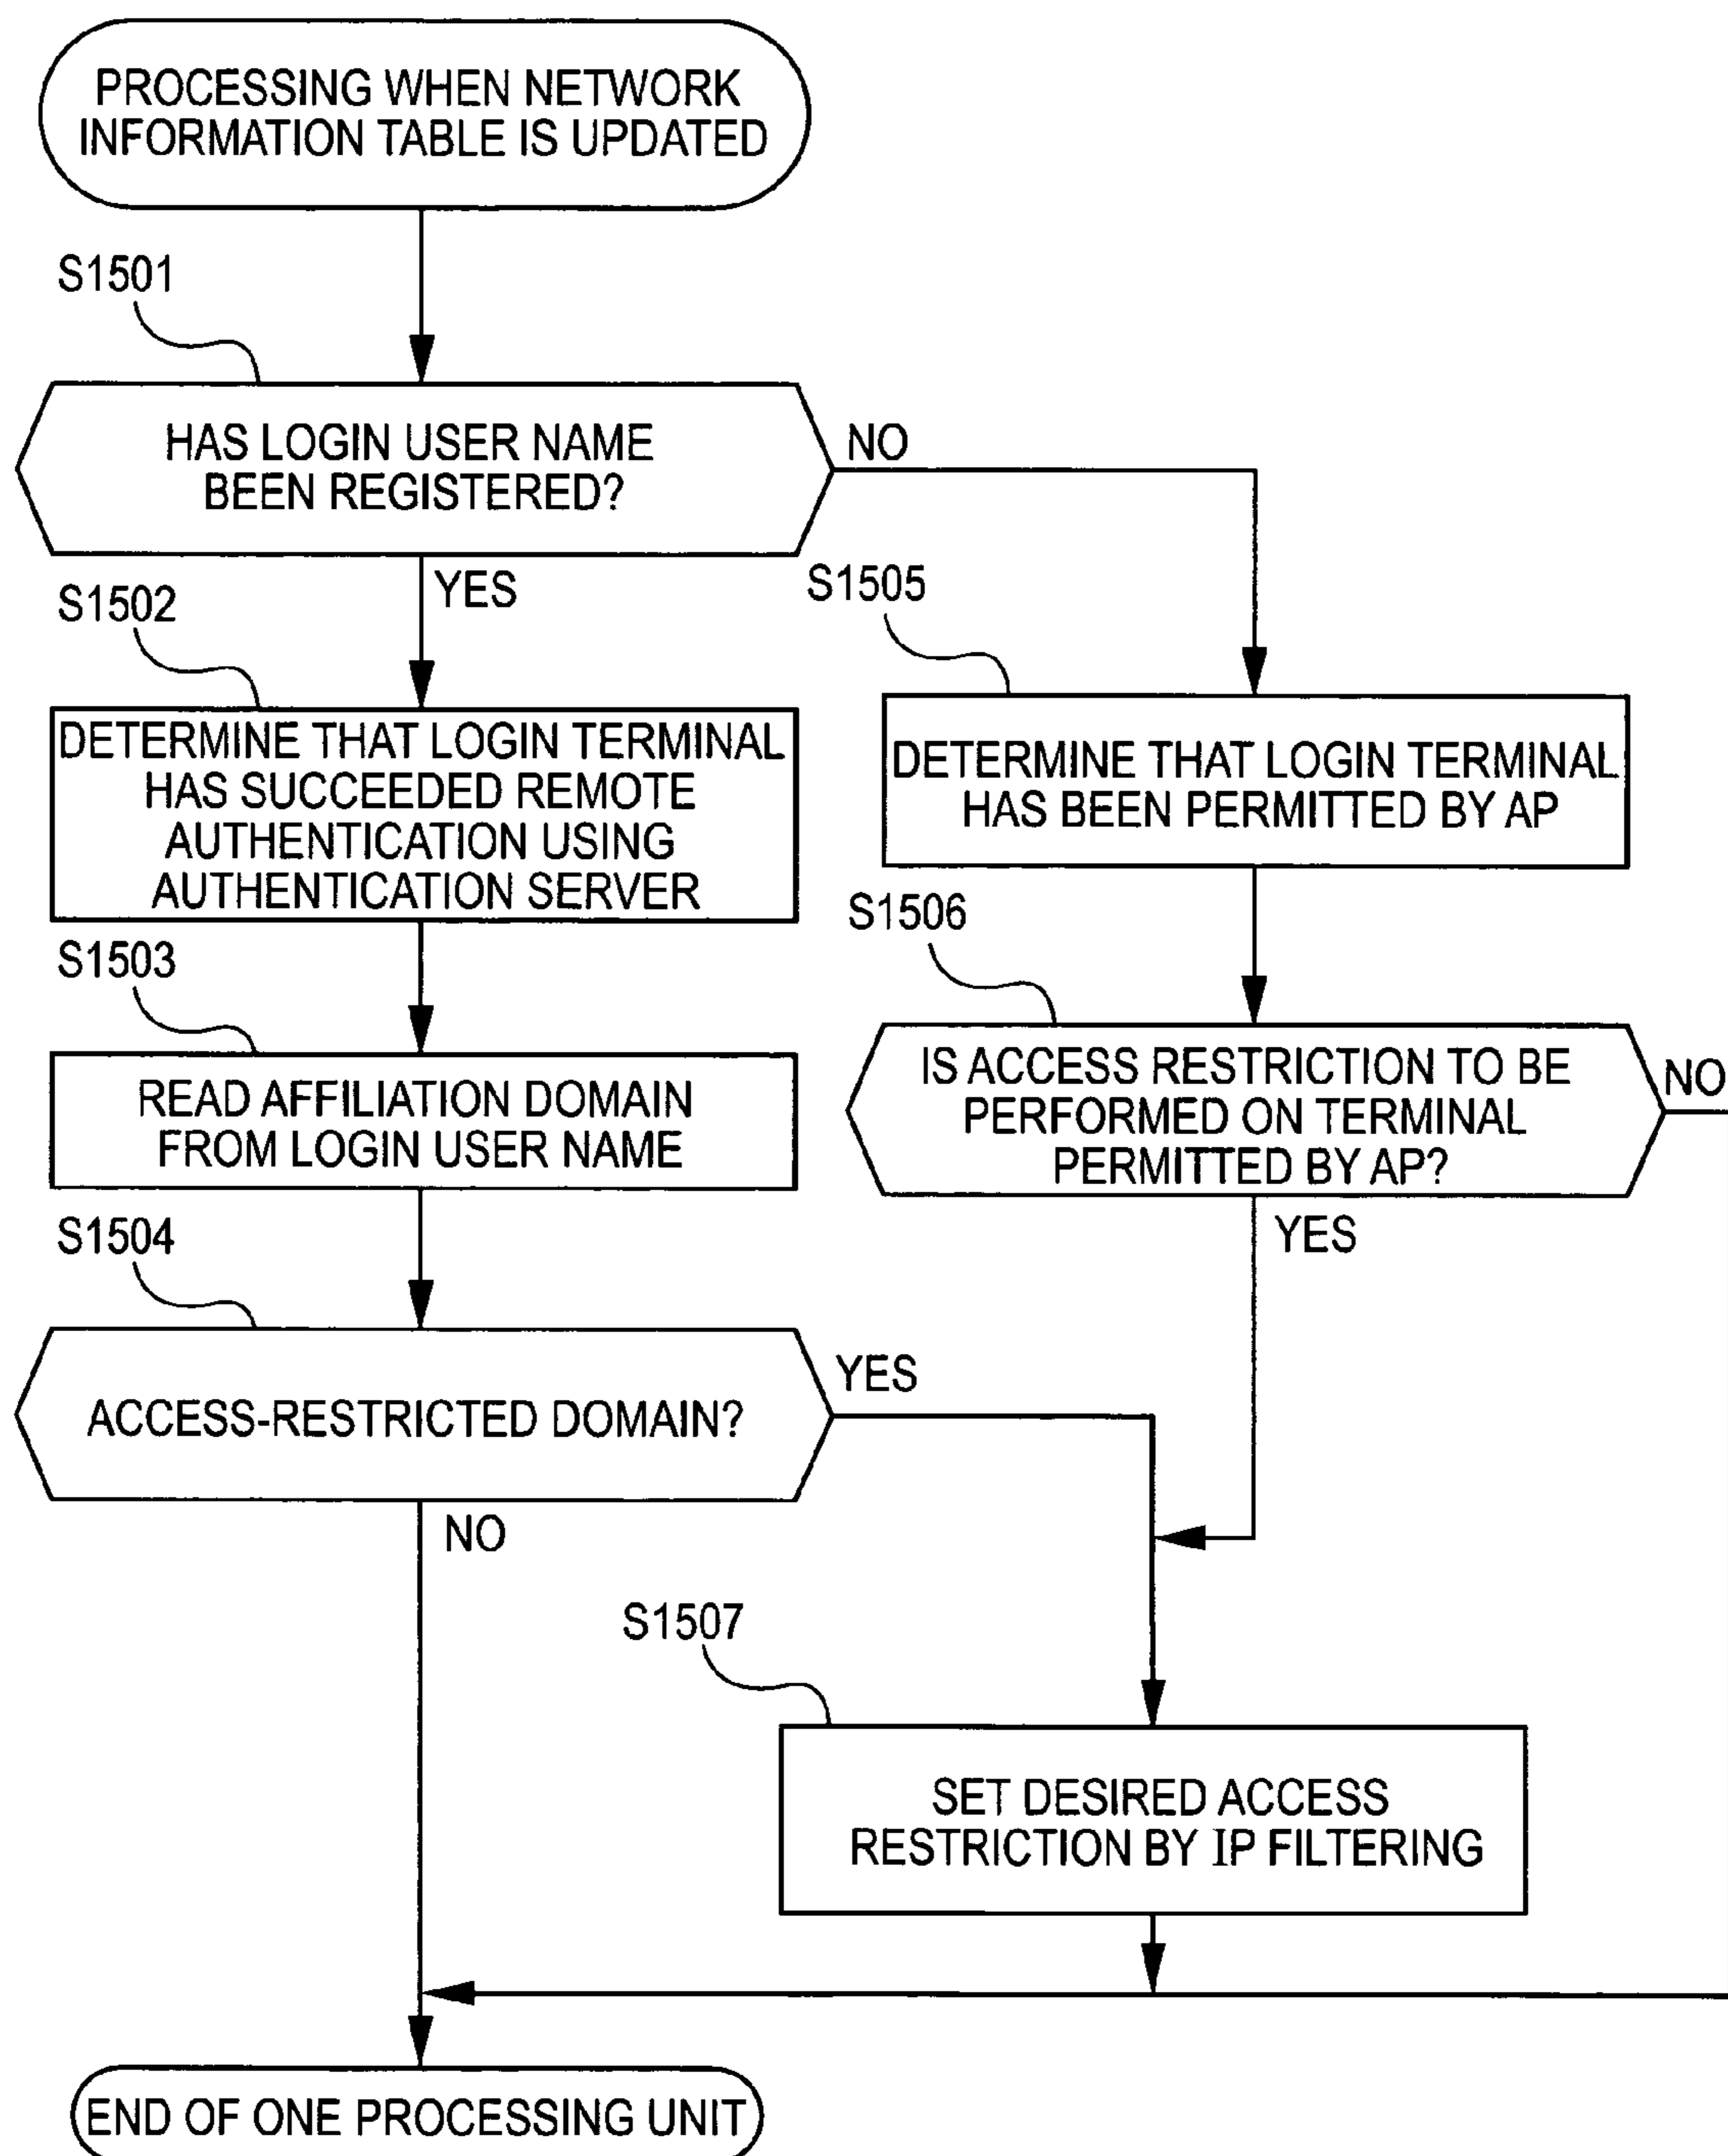 PROCESSING WHEN NETWORK
INFORMATION TABLE IS UPDATED
S1501
HAS LOGIN USER NAME
BEEN REGISTERED?
NO
YES
S1502
DETERMINE THAT LOGIN TERMINAL
HAS SUCCEEDED REMOTE
AUTHENTICATION USING
AUTHENTICATION SERVER
S1505
DETERMINE THAT LOGIN TERMINAL
HAS BEEN PERMITTED BY AP
S1503
READ AFFILIATION DOMAIN
FROM LOGIN USER NAME
S1506
IS ACCESS RESTRICTION TO BE
PERFORMED ON TERMINAL
PERMITTED BY AP?
NO
YES
S1504
ACCESS-RESTRICTED DOMAIN?
YES
NO
S1507
SET DESIRED ACCESS
RESTRICTION BY IP FILTERING
END OF ONE PROCESSING UNIT